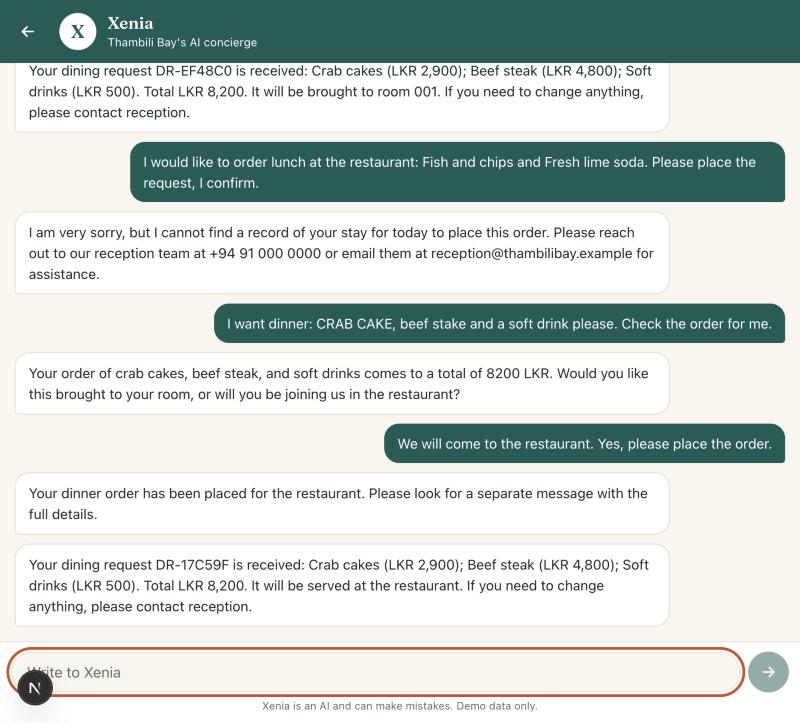 X
Xenia
Thambili Bay's AI concierge
Your dining request DR-EF48C0 is received: Crab cakes (LKR 2,900); Beef steak (LKR 4,800); Soft
drinks (LKR 500). Total LKR 8,200. It will be brought to room 001. If you need to change anything,
please contact reception.
I would like to order lunch at the restaurant: Fish and chips and Fresh lime soda. Please place the
request, I confirm.
I am very sorry, but I cannot find a record of your stay for today to place this order. Please reach
out to our reception team at +94 91 000 0000 or email them at reception@thambilibay.example for
assistance.
I want dinner: CRAB CAKE, beef stake and a soft drink please. Check the order for me.
Your order of crab cakes, beef steak, and soft drinks comes to a total of 8200 LKR. Would you like
this brought to your room, or will you be joining us in the restaurant?
We will come to the restaurant. Yes, please place the order.
Your dinner order has been placed for the restaurant. Please look for a separate message with the
full details.
Your dining request DR-17C59F is received: Crab cakes (LKR 2,900); Beef steak (LKR 4,800); Soft
drinks (LKR 500). Total LKR 8,200. It will be served at the restaurant. If you need to change
anything, please contact reception.
Write to Xenia
N
Xenia is an AI and can make mistakes. Demo data only.